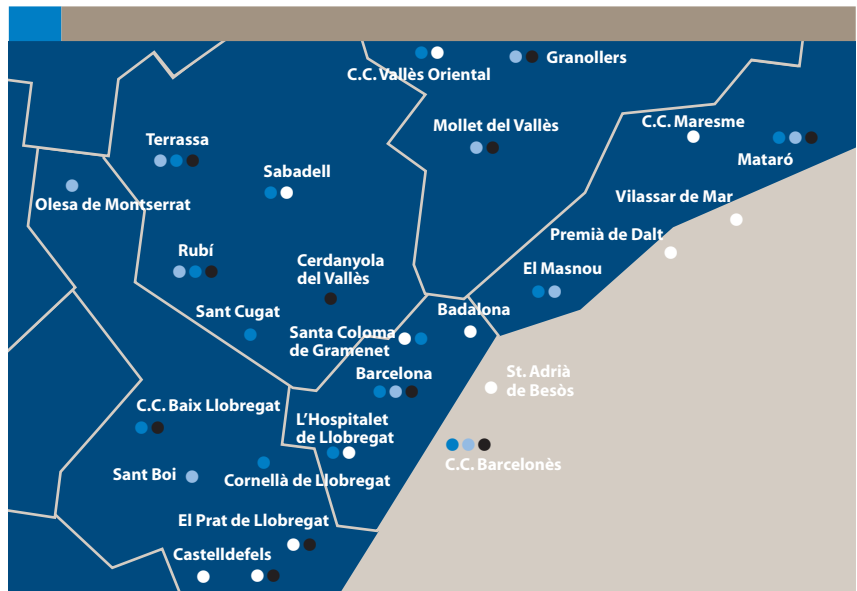 C.C. Vallès Oriental
Granollers
Terrassa
Mollet del Vallès
C.C. Maresme
Mataró
Sabadell
Olesa de Montserrat
Vilassar de Mar
Premià de Dalt
Rubí
Cerdanyola
del Vallès
El Masnou
Sant Cugat
Badalona
Santa Coloma
de Gramenet
Barcelona
St. Adrià
de Besòs
C.C. Baix Llobregat
L'Hospitalet
de Llobregat
C.C. Barcelonès
Sant Boi
Cornellà de Llobregat
El Prat de Llobregat
Castelldefels